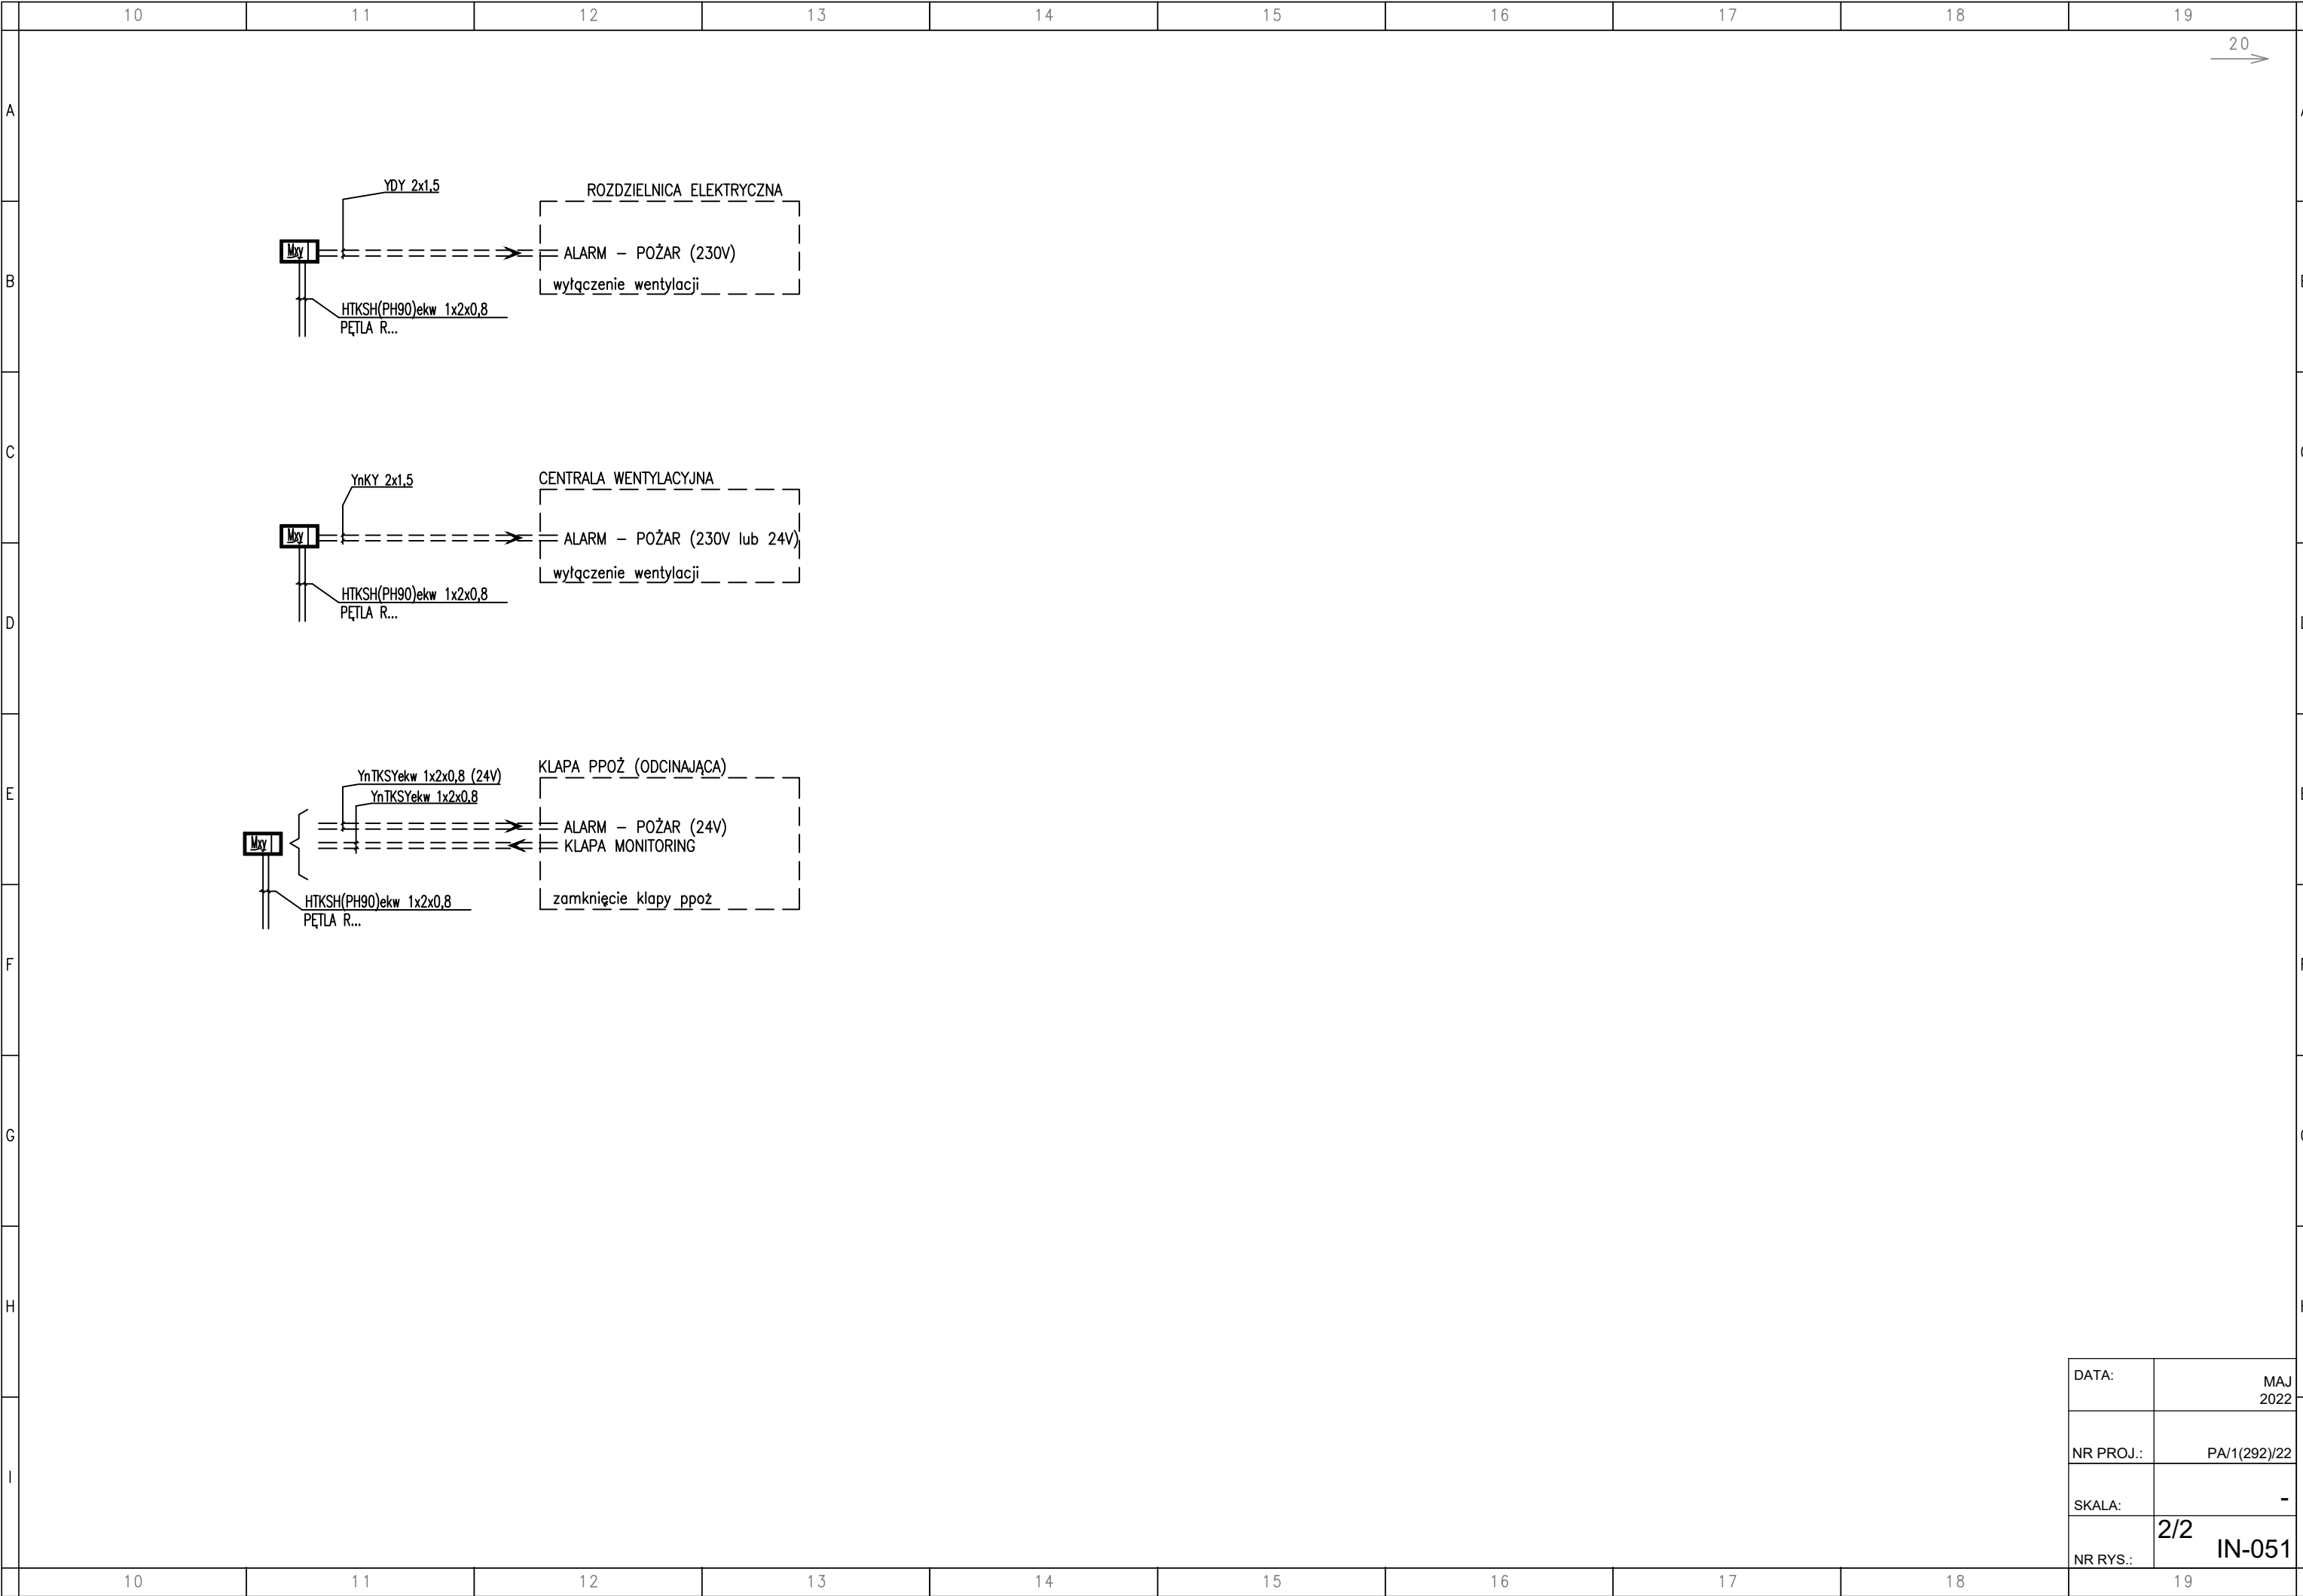 10 11 12 13 14 15 16 17 18 19
20
A
YDY 2x1,5
ROZDZIELNICA ELEKTRYCZNA
Mxy
ALARM – POŻAR (230V)
B
wyłączenie wentylacji
HTKSH(PH90)ekw 1x2x0,8
PĘTLA R...
C
YnKY 2x1,5
CENTRALA WENTYLACYJNA
Mxy
ALARM – POŻAR (230V lub 24V)
wyłączenie wentylacji
HTKSH(PH90)ekw 1x2x0,8
PĘTLA R...
D
KLAPA PPOŻ (ODCINAJĄCA)
YnTKSYekw 1x2x0,8 (24V)
E
YnTKSYekw 1x2x0,8
ALARM – POŻAR (24V)
Mxy
KLAPA MONITORING
zamknięcie klapy ppoż
HTKSH(PH90)ekw 1x2x0,8
PĘTLA R...
F
G
H
DATA: MAJ
2022
NR PROJ.: PA/1(292)/22
I
SKALA: -
2/2
NR RYS.: IN-051
10 11 12 13 14 15 16 17 18 19